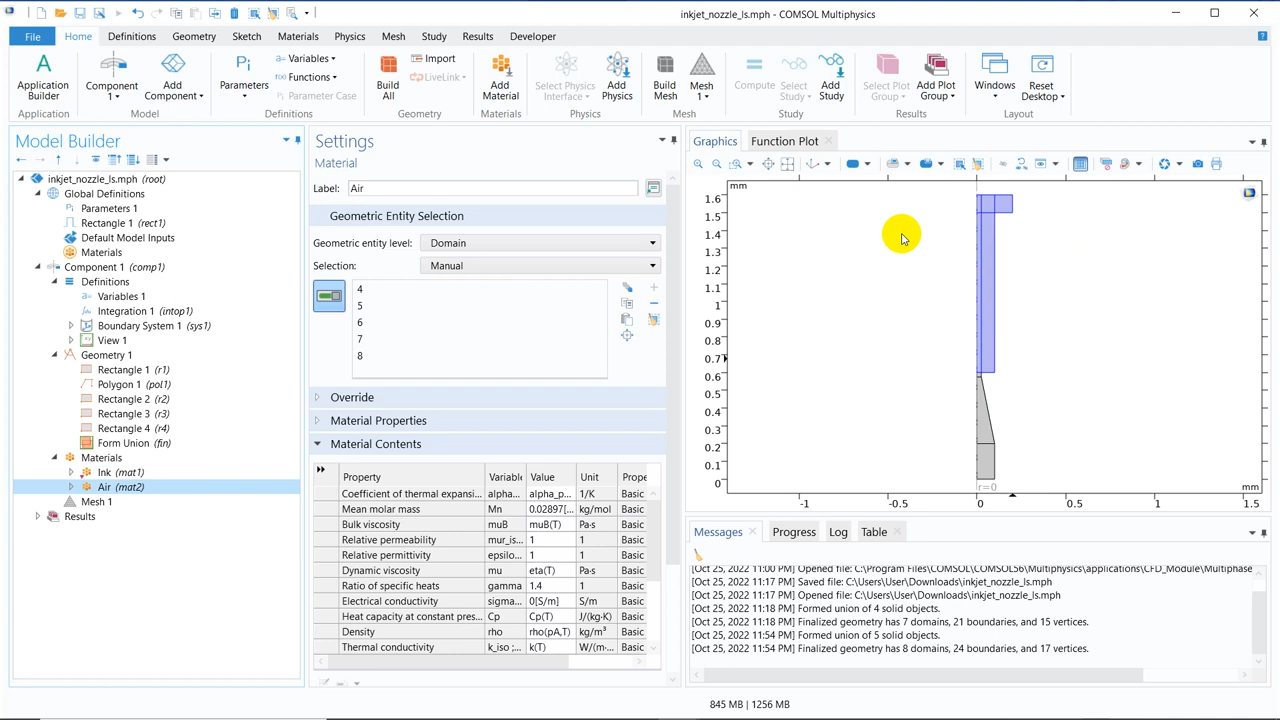 inkjet_nozzle_ls.mph - COMSOL Multiphysics
File Home Definitions Geometry Sketch Materials Physics Mesh Study Results Developer
Application Builder
Component 1
Add Component
Parameters
Variables
Functions
Parameter Case
Build All
Import
LiveLink
Add Material
Select Physics Interface
Add Physics
Build Mesh
Mesh 1
Compute
Select Study
Add Study
Select Plot Group
Add Plot Group
Windows
Reset Desktop
Application Model Definitions Geometry Materials Physics Mesh Study Results Layout
Model Builder
inkjet_nozzle_ls.mph (root)
Global Definitions
Parameters 1
Rectangle 1 (rect1)
Default Model Inputs
Materials
Component 1 (comp1)
Definitions
Variables 1
Integration 1 (intop1)
Boundary System 1 (sys1)
View 1
Geometry 1
Rectangle 1 (r1)
Polygon 1 (pol1)
Rectangle 2 (r2)
Rectangle 3 (r3)
Rectangle 4 (r4)
Form Union (fin)
Materials
Ink (mat1)
Air (mat2)
Mesh 1
Results
Settings
Material
Label: Air
Geometric Entity Selection
Geometric entity level: Domain
Selection: Manual
4
5
6
7
8
Override
Material Properties
Material Contents
Property Variable Value Unit Prope
Coefficient of thermal expansi... alpha... alpha_p... 1/K Basic
Mean molar mass Mn 0.02897[... kg/mol Basic
Bulk viscosity muB muB(T) Pa·s Basic
Relative permeability mur_is... 1 1 Basic
Relative permittivity epsilo... 1 1 Basic
Dynamic viscosity mu eta(T) Pa·s Basic
Ratio of specific heats gamma 1.4 1 Basic
Electrical conductivity sigma... 0[S/m] S/m Basic
Heat capacity at constant pres... Cp Cp(T) J/(kg·K) Basic
Density rho rho(pA,T) kg/m³ Basic
Thermal conductivity k_iso ;... k(T) W/(m·... Basic
Graphics Function Plot
mm
1.6
1.5
1.4
1.3
1.2
1.1
1
0.9
0.8
0.7
0.6
0.5
0.4
0.3
0.2
0.1
0
r=0
mm
-1 -0.5 0 0.5 1 1.5
Messages Progress Log Table
[Oct 25, 2022 11:00 PM] Opened file: C:\Program Files\COMSOL\COMSOL56\Multiphysics\applications\CFD_Module\Multiphase
[Oct 25, 2022 11:17 PM] Saved file: C:\Users\User\Downloads\inkjet_nozzle_ls.mph
[Oct 25, 2022 11:17 PM] Opened file: C:\Users\User\Downloads\inkjet_nozzle_ls.mph
[Oct 25, 2022 11:18 PM] Formed union of 4 solid objects.
[Oct 25, 2022 11:18 PM] Finalized geometry has 7 domains, 21 boundaries, and 15 vertices.
[Oct 25, 2022 11:54 PM] Formed union of 5 solid objects.
[Oct 25, 2022 11:54 PM] Finalized geometry has 8 domains, 24 boundaries, and 17 vertices.
845 MB | 1256 MB